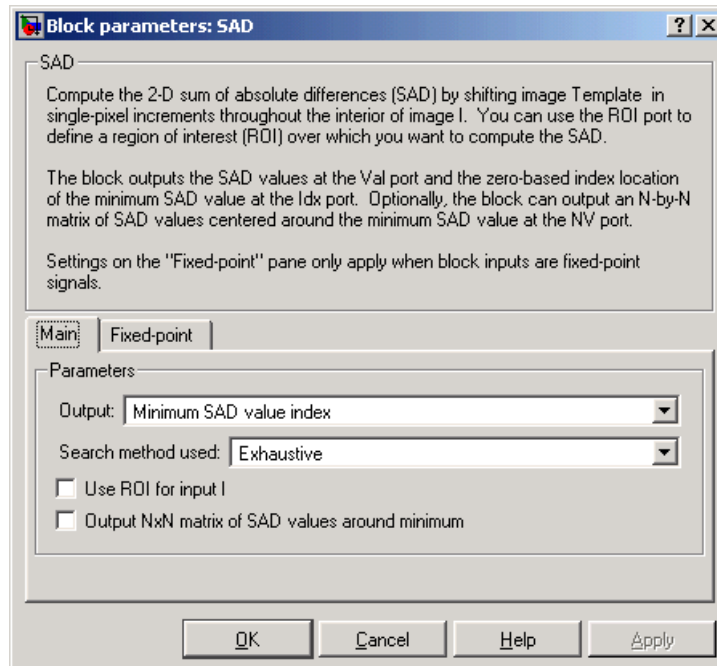 Block parameters: SAD
SAD
Compute the 2-D sum of absolute differences (SAD) by shifting image Template in
single-pixel increments throughout the interior of image I. You can use the ROI port to
define a region of interest (ROI) over which you want to compute the SAD.
The block outputs the SAD values at the Val port and the zero-based index location
of the minimum SAD value at the Idx port. Optionally, the block can output an N-by-N
matrix of SAD values centered around the minimum SAD value at the NV port.
Settings on the "Fixed-point" pane only apply when block inputs are fixed-point
signals.
Main Fixed-point
Parameters
Output: Minimum SAD value index
Search method used: Exhaustive
Use ROI for input I
Output NxN matrix of SAD values around minimum
OK Cancel Help Apply